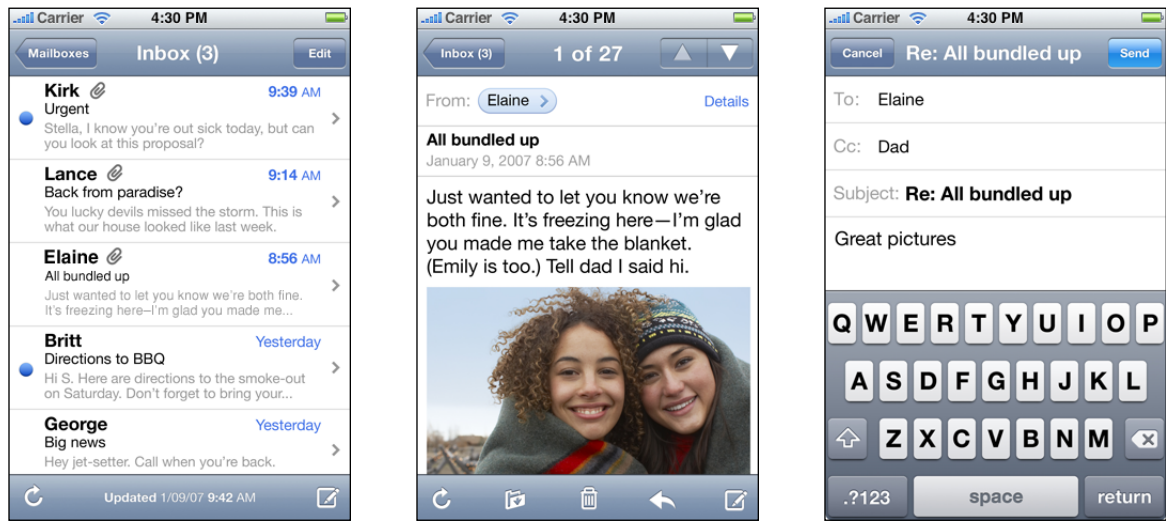 Carrier 4:30 PM
Mailboxes Inbox (3) Edit
Kirk 9:39 AM
Urgent
Stella, I know you're out sick today, but can
you look at this proposal?
Lance 9:14 AM
Back from paradise?
You lucky devils missed the storm. This is
what our house looked like last week.
Elaine 8:56 AM
All bundled up
Just wanted to let you know we're both fine.
It's freezing here–I'm glad you made me...
Britt Yesterday
Directions to BBQ
Hi S. Here are directions to the smoke-out
on Saturday. Don't forget to bring your...
George Yesterday
Big news
Hey jet-setter. Call when you're back.
Updated 1/09/07 9:42 AM
Carrier 4:30 PM
Inbox (3) 1 of 27
From: Elaine Details
All bundled up
January 9, 2007 8:56 AM
Just wanted to let you know we're
both fine. It's freezing here—I'm glad
you made me take the blanket.
(Emily is too.) Tell dad I said hi.
Carrier 4:30 PM
Cancel Re: All bundled up Send
To: Elaine
Cc: Dad
Subject: Re: All bundled up
Great pictures
Q W E R T Y U I O P
A S D F G H J K L
Z X C V B N M
.?123 space return